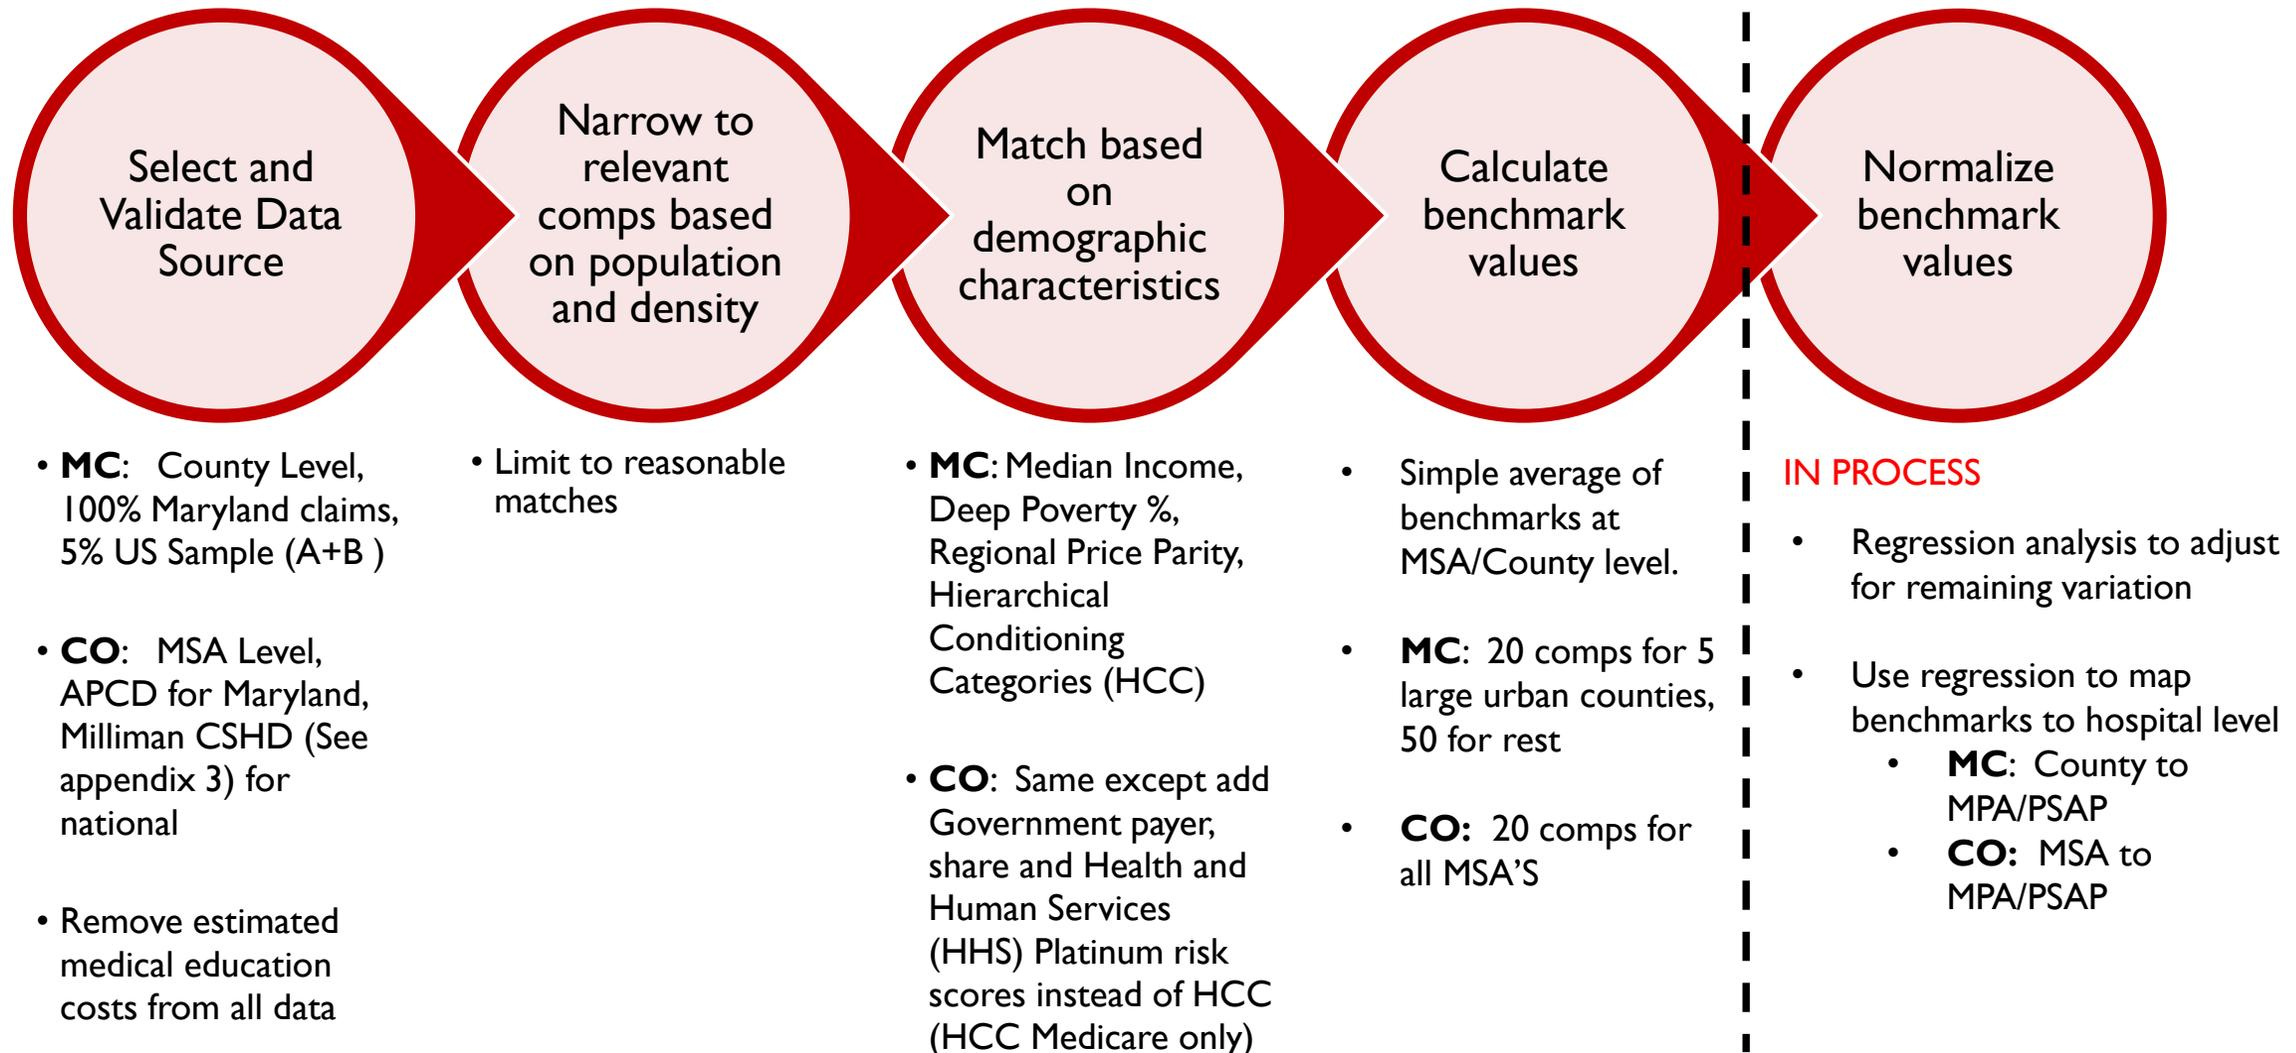 Select and
Validate Data
Source
Narrow to
relevant
comps based
on population
and density
Match based
on
demographic
characteristics
Calculate
benchmark
values
Normalize
benchmark
values
• MC: County Level,
100% Maryland claims,
5% US Sample (A+B )
• CO: MSA Level,
APCD for Maryland,
Milliman CSHD (See
appendix 3) for
national
• Remove estimated
medical education
costs from all data
• Limit to reasonable
matches
• MC: Median Income,
Deep Poverty %,
Regional Price Parity,
Hierarchical
Conditioning
Categories (HCC)
• CO: Same except add
Government payer,
share and Health and
Human Services
(HHS) Platinum risk
scores instead of HCC
(HCC Medicare only)
• Simple average of
benchmarks at
MSA/County level.
• MC: 20 comps for 5
large urban counties,
50 for rest
• CO: 20 comps for
all MSA’S
IN PROCESS
• Regression analysis to adjust
for remaining variation
• Use regression to map
benchmarks to hospital level
• MC: County to
MPA/PSAP
• CO: MSA to
MPA/PSAP